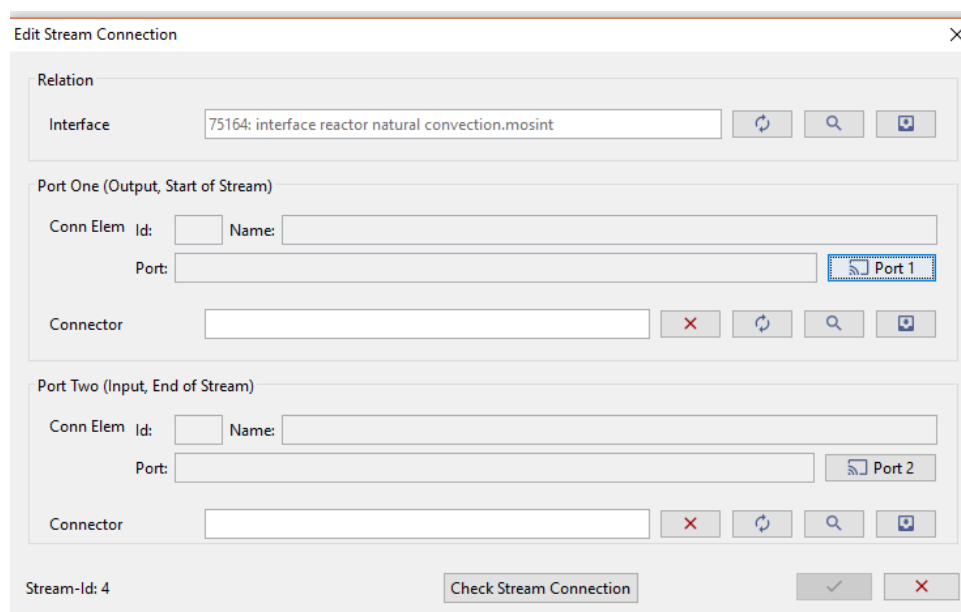 Edit Stream Connection
Relation
Interface 75164: interface reactor natural convection.mosint
Port One (Output, Start of Stream)
Conn Elem Id: Name:
Port: Port 1
Connector
Port Two (Input, End of Stream)
Conn Elem Id: Name:
Port: Port 2
Connector
Stream-Id: 4 Check Stream Connection